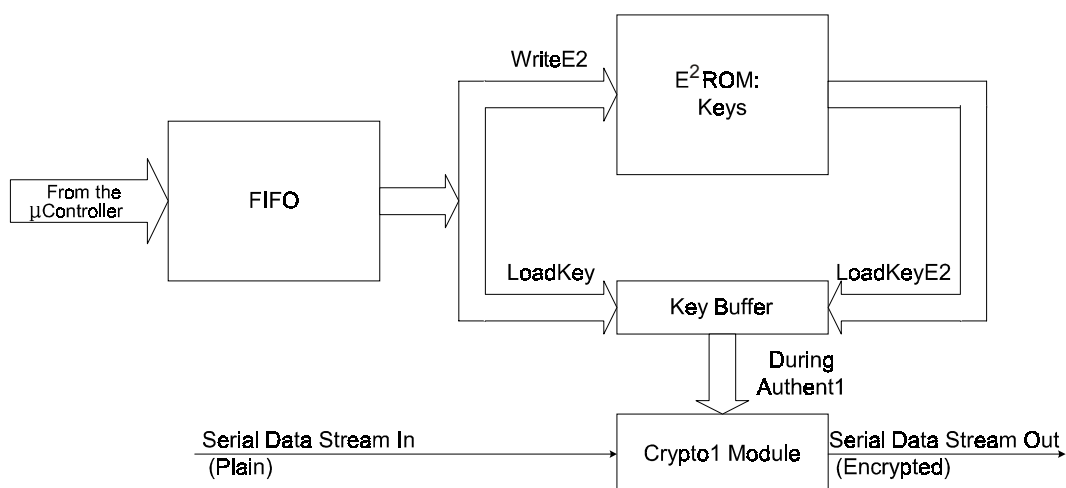 WriteE2
E²ROM:
Keys
From the
μController
FIFO
LoadKey
LoadKeyE2
Key Buffer
During
Authent1
Serial Data Stream In
(Plain)
Crypto1 Module
Serial Data Stream Out
(Encrypted)